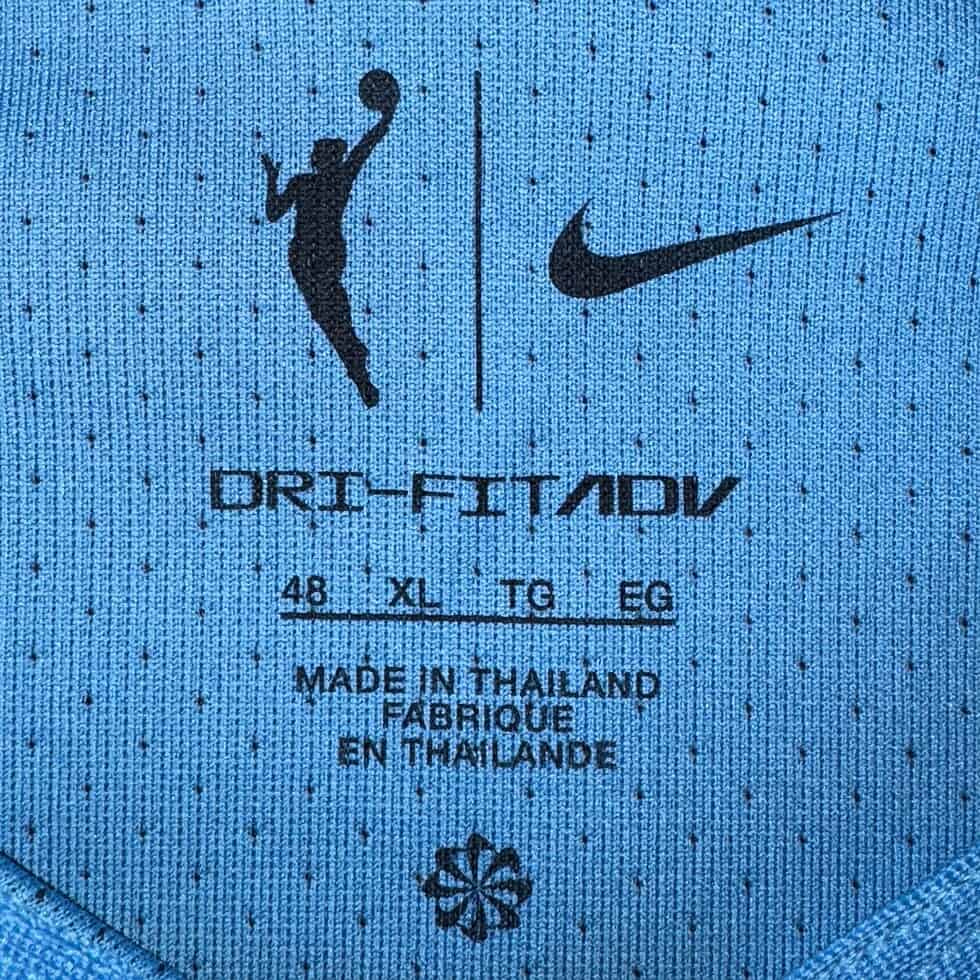 DRI-FIT ADV
48 XL TG EG
MADE IN THAILAND
FABRIQUE
EN THAILANDE